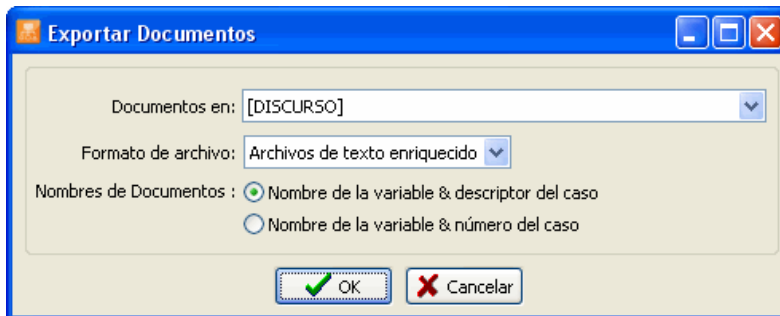 Exportar Documentos
Documentos en: [DISCURSO]
Formato de archivo: Archivos de texto enriquecido
Nombres de Documentos : Nombre de la variable & descriptor del caso
Nombre de la variable & número del caso
OK Cancelar